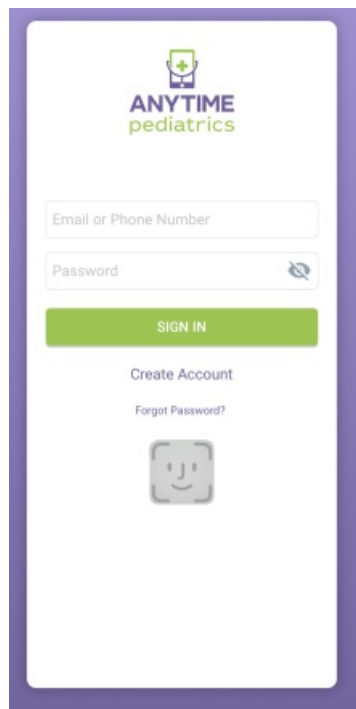 ANYTIME
pediatrics
Email or Phone Number
Password
SIGN IN
Create Account
Forgot Password?